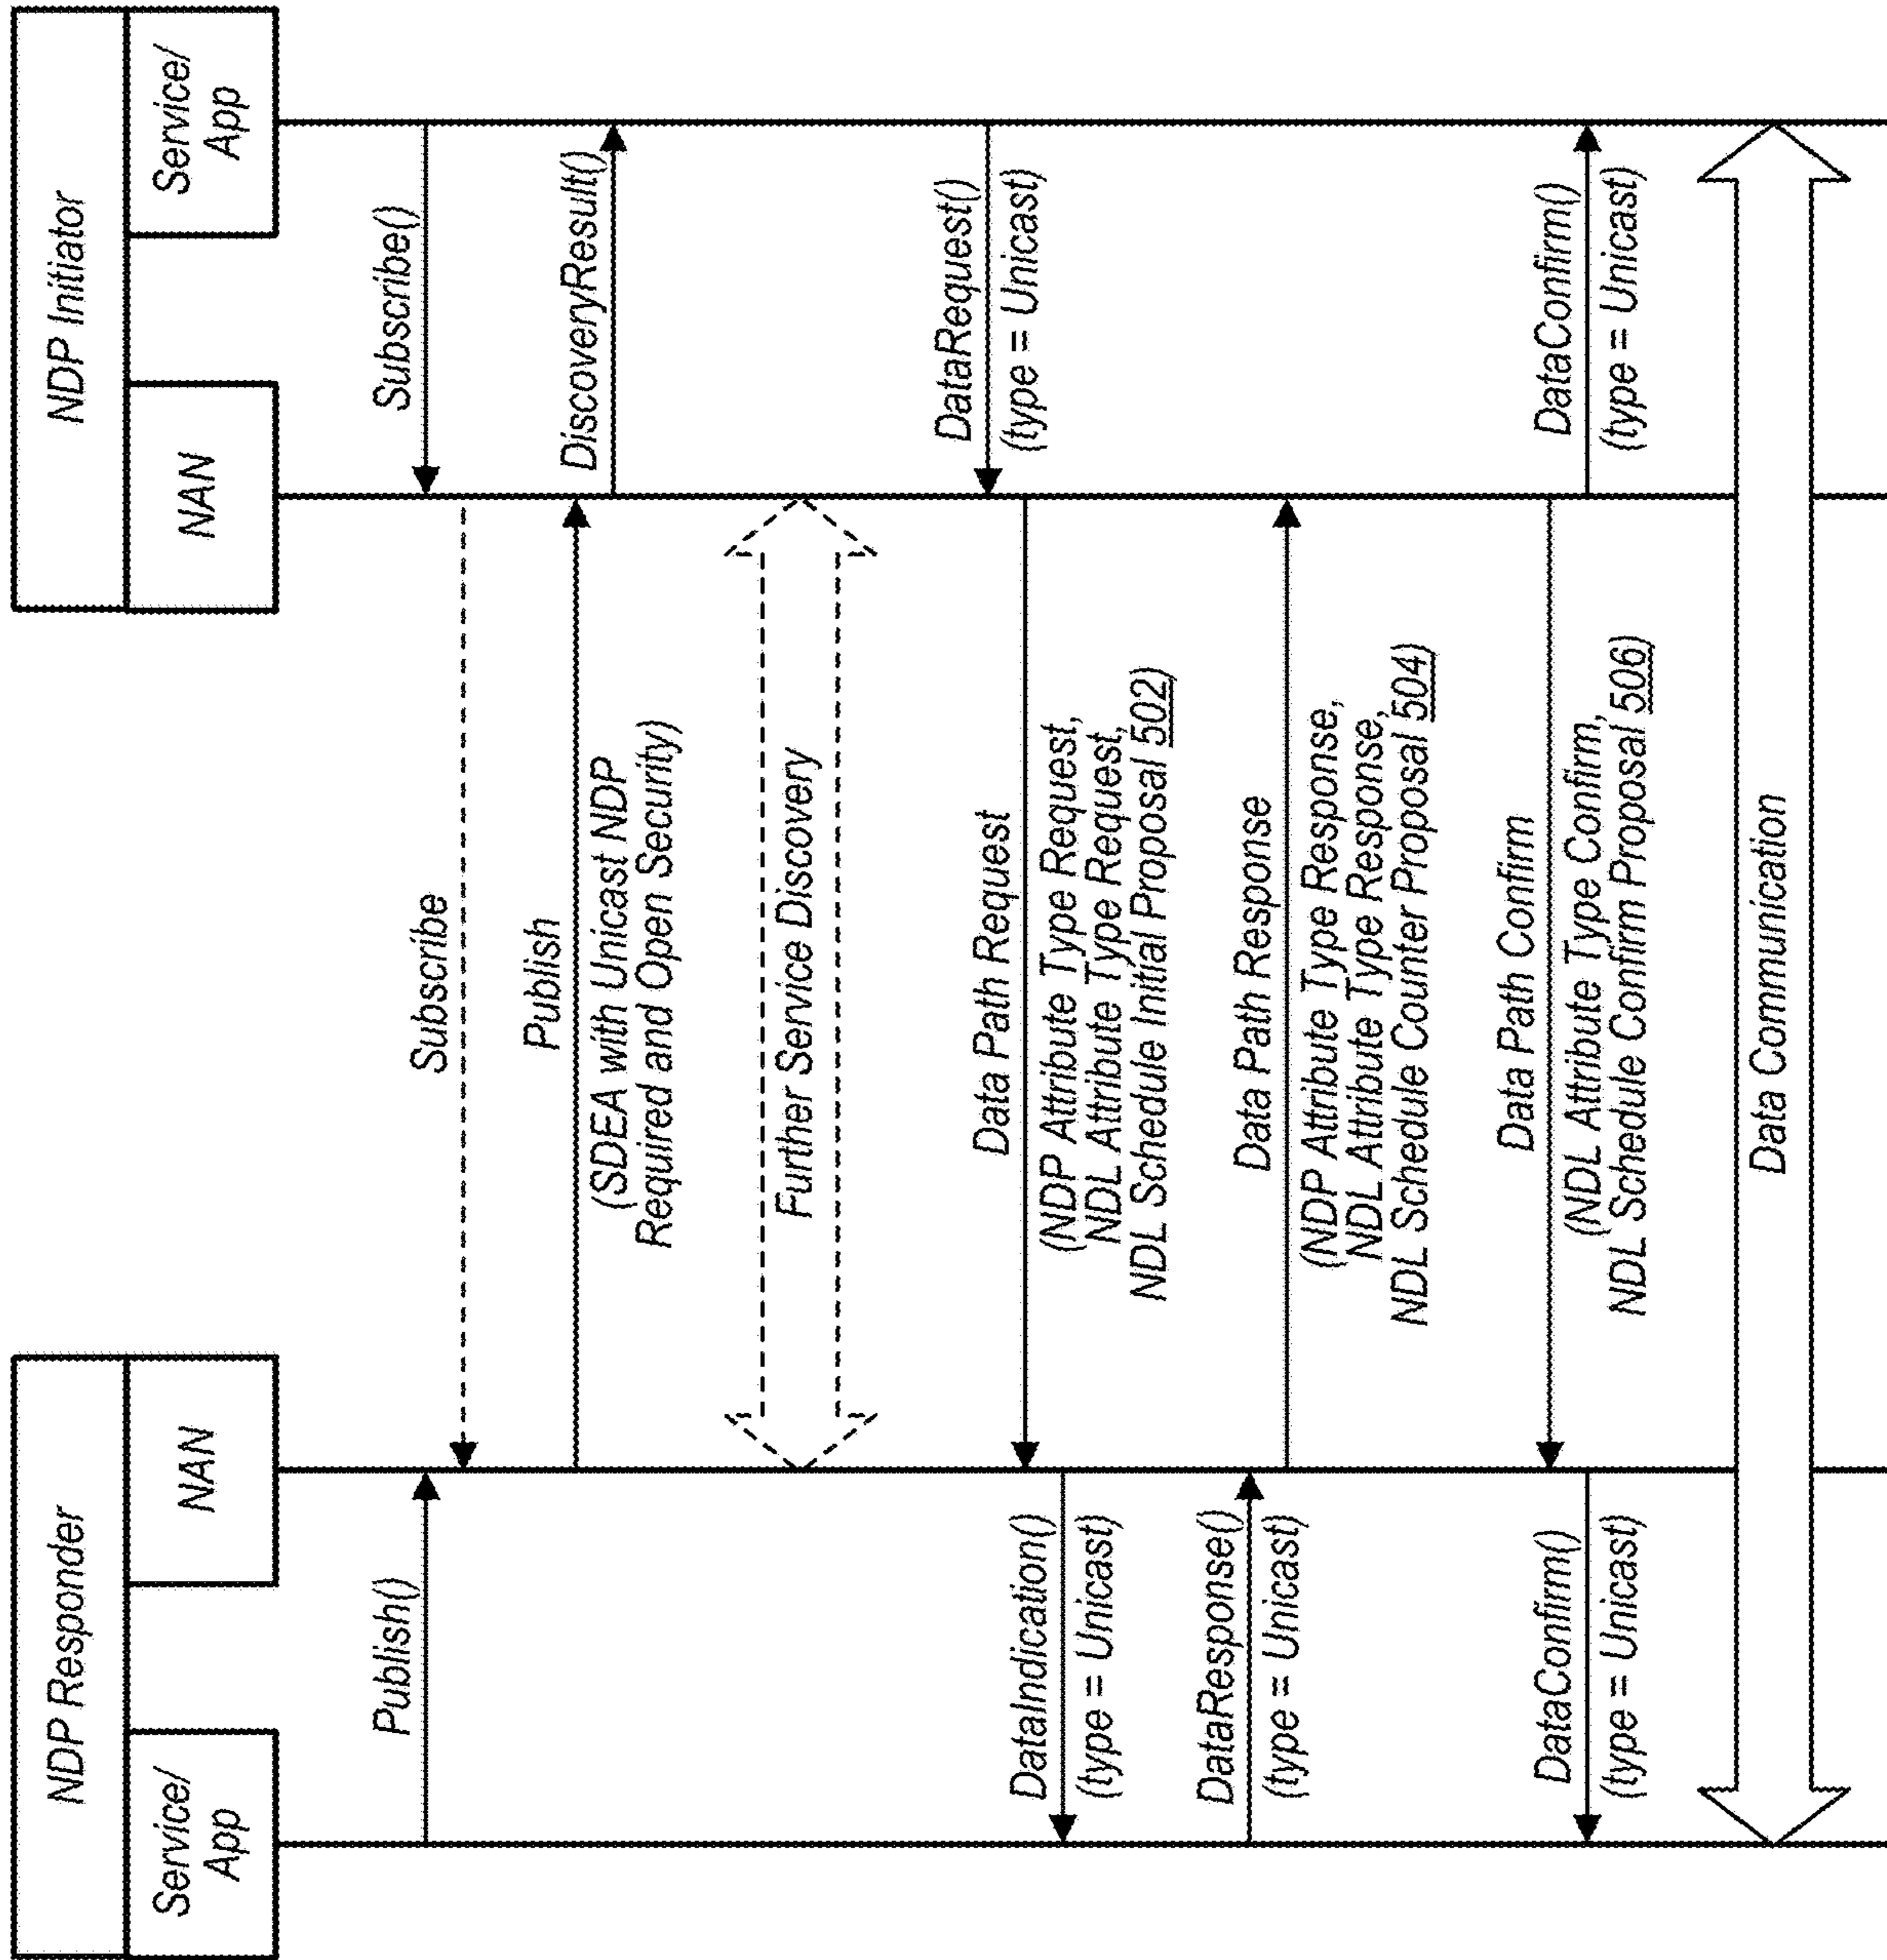 NDP Responder
NDP Initiator
Service/
App
NAN
NAN
Service/
App
Publish()
Subscribe()
Subscribe
Publish
(SDEA with Unicast NDP
Required and Open Security)
DiscoveryResult()
Further Service Discovery
DataRequest()
(type = Unicast)
Data Path Request
(NDP Attribute Type Request,
NDL Attribute Type Request,
NDL Schedule Initial Proposal 502)
DataIndication()
(type = Unicast)
DataResponse()
(type = Unicast)
Data Path Response
(NDP Attribute Type Response,
NDL Attribute Type Response,
NDL Schedule Counter Proposal 504)
Data Path Confirm
(NDL Attribute Type Confirm,
NDL Schedule Confirm Proposal 506)
DataConfirm()
(type = Unicast)
DataConfirm()
(type = Unicast)
Data Communication